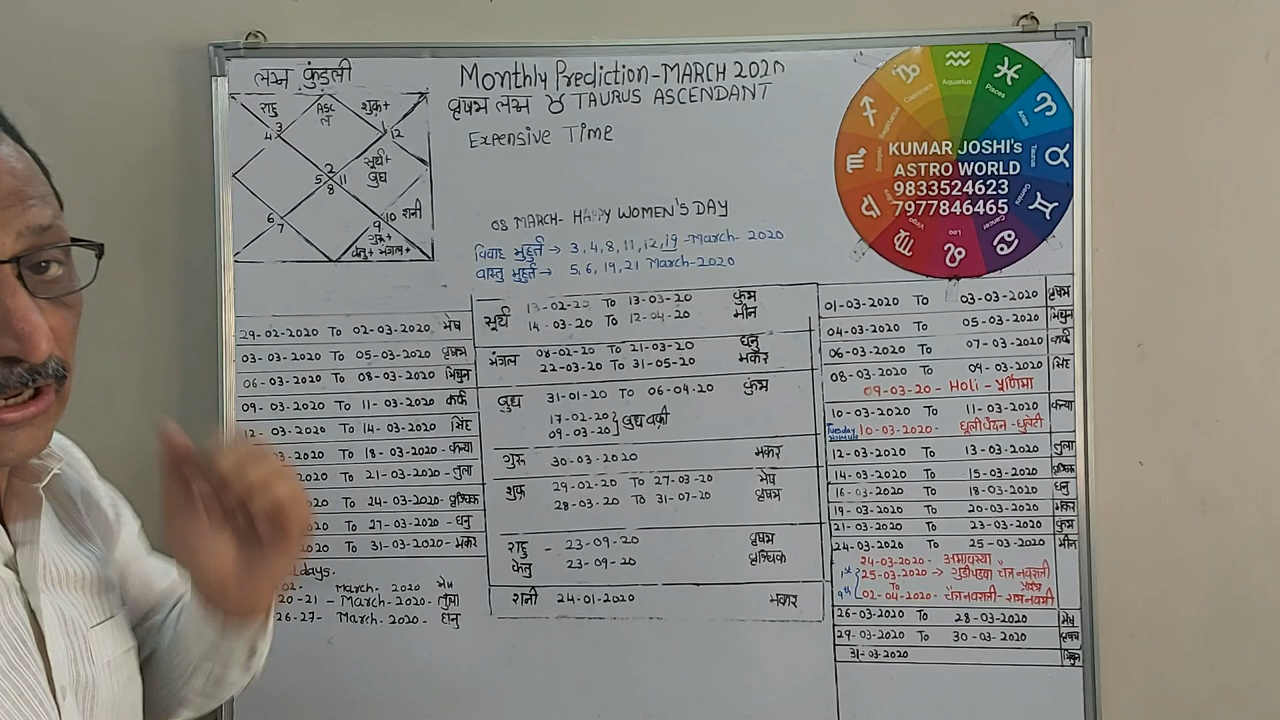 लग्न कुंडली
राहु
Asc
ल
शुक्र+
3
4
1
12
सूर्य+
बुध
2
5
11
8
6
7
10 शनी
9
गुरु+
केतु+ मंगल+
Monthly Prediction-MARCH 2020
वृषभ लग्न ♉ TAURUS ASCENDANT
Expensive Time
08 MARCH- HAPPY WOMEN'S DAY
विवाह मुहुर्त → 3, 4, 8, 11, 12, 19 -March- 2020
वास्तु मुहुर्त → 5, 6, 19, 21 March-2020
Capricorn
Aquarius
Pisces
Aries
Taurus
Gemini
Cancer
Leo
Virgo
Scorpio
Sagittarius
KUMAR JOSHI's
ASTRO WORLD
9833524623
7977846465
29-02-2020 To 02-03-2020 मेष
03-03-2020 To 05-03-2020 वृषभ
06-03-2020 To 08-03-2020 मिथुन
09-03-2020 To 11-03-2020 कर्क
12-03-2020 To 14-03-2020 सिंह
03-2020 To 18-03-2020 - कन्या
2020 To 21-03-2020 -तुला
2020 To 24-03-2020- वृश्चिक
2020 To 27-03-2020 - धनु
2020 To 31-03-2020 -मकर
days.
02- March. 2020 मेष
20-21 - March-2020- तुला
26-27- March. 2020 - धनु
सूर्य 13-02-20 To 13-03-20 कुंभ
14-03-20 To 12-04-20 मीन
मंगल 08-02-20 To 21-03-20 धनु
22-03-20 To 31-05-20 मकर
बुध 31-01-20 To 06-04-20 कुंभ
17-02-20
09-03-20 } बुध वक्री
गुरु 30-03-2020 मकर
शुक्र 29-02-20 To 27-03-20 मेष
28-03-20 To 31-07-20 वृषभ
राहु - 23-09-20 वृषभ
केतु 23-09-20 वृश्चिक
शनी 24-01-2020 मकर
01-03-2020 To 03-03-2020 वृषभ
04-03-2020 To 05-03-2020 मिथुन
06-03-2020 To 07-03-2020 कर्क
08-03-2020 To 09-03-2020 सिंह
09-03-20 - Holi - पूर्णिमा
10-03-2020 To 11-03-2020 कन्या
Tuesday
10-03-2020-
12-03-2020 To 13-03-2020 तुला
14-03-2020 To 15-03-2020 वृश्चिक
16-03-2020 To 18-03-2020 धनु
19-03-2020 To 20-03-2020 मकर
21-03-2020 To 23-03-2020 कुंभ
24-03-2020 To 25-03-2020 मीन
24-03-2020 - अमावस्या
1st 25-03-2020 → गुडीपडवा चैत्र नवरात्री
To
9th 02-04-2020 - चैत्रनवरात्री- रामनवमी
26-03-2020 To 28-03-2020 मेष
29-03-2020 To 30-03-2020 वृषभ
31-03-2020 मिथुन